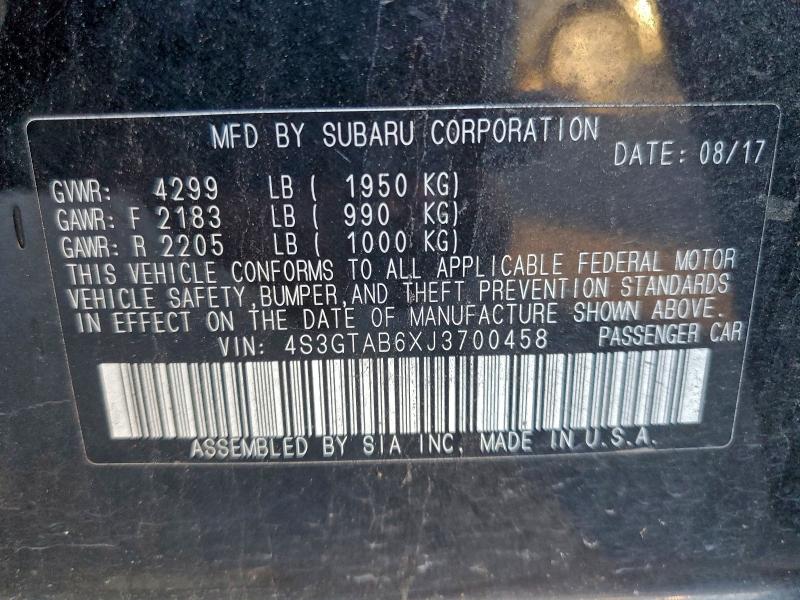 MFD BY SUBARU CORPORATION DATE: 08/17
GVWR: 4299 LB ( 1950 KG)
GAWR: F 2183 LB ( 990 KG)
GAWR: R 2205 LB ( 1000 KG)
THIS VEHICLE CONFORMS TO ALL APPLICABLE FEDERAL MOTOR
VEHICLE SAFETY,BUMPER,AND THEFT PREVENTION STANDARDS
IN EFFECT ON THE DATE OF MANUFACTURE SHOWN ABOVE.
VIN: 4S3GTAB6XJ3700458 PASSENGER CAR
ASSEMBLED BY SIA INC. MADE IN U.S.A.